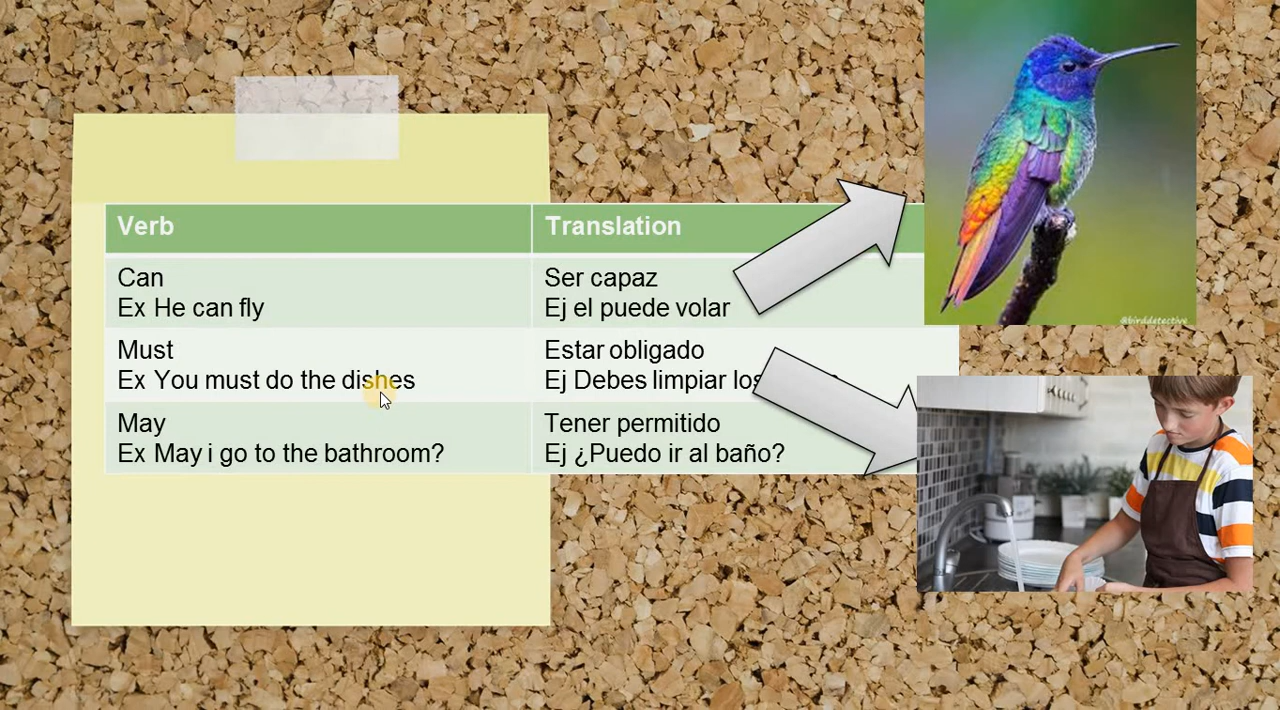 Verb
Translation
Can
Ex He can fly
Ser capaz
Ej el puede volar
Must
Ex You must do the dishes
Estar obligado
Ej Debes limpiar los
May
Ex May i go to the bathroom?
Tener permitido
Ej ¿Puedo ir al baño?
@birddetective